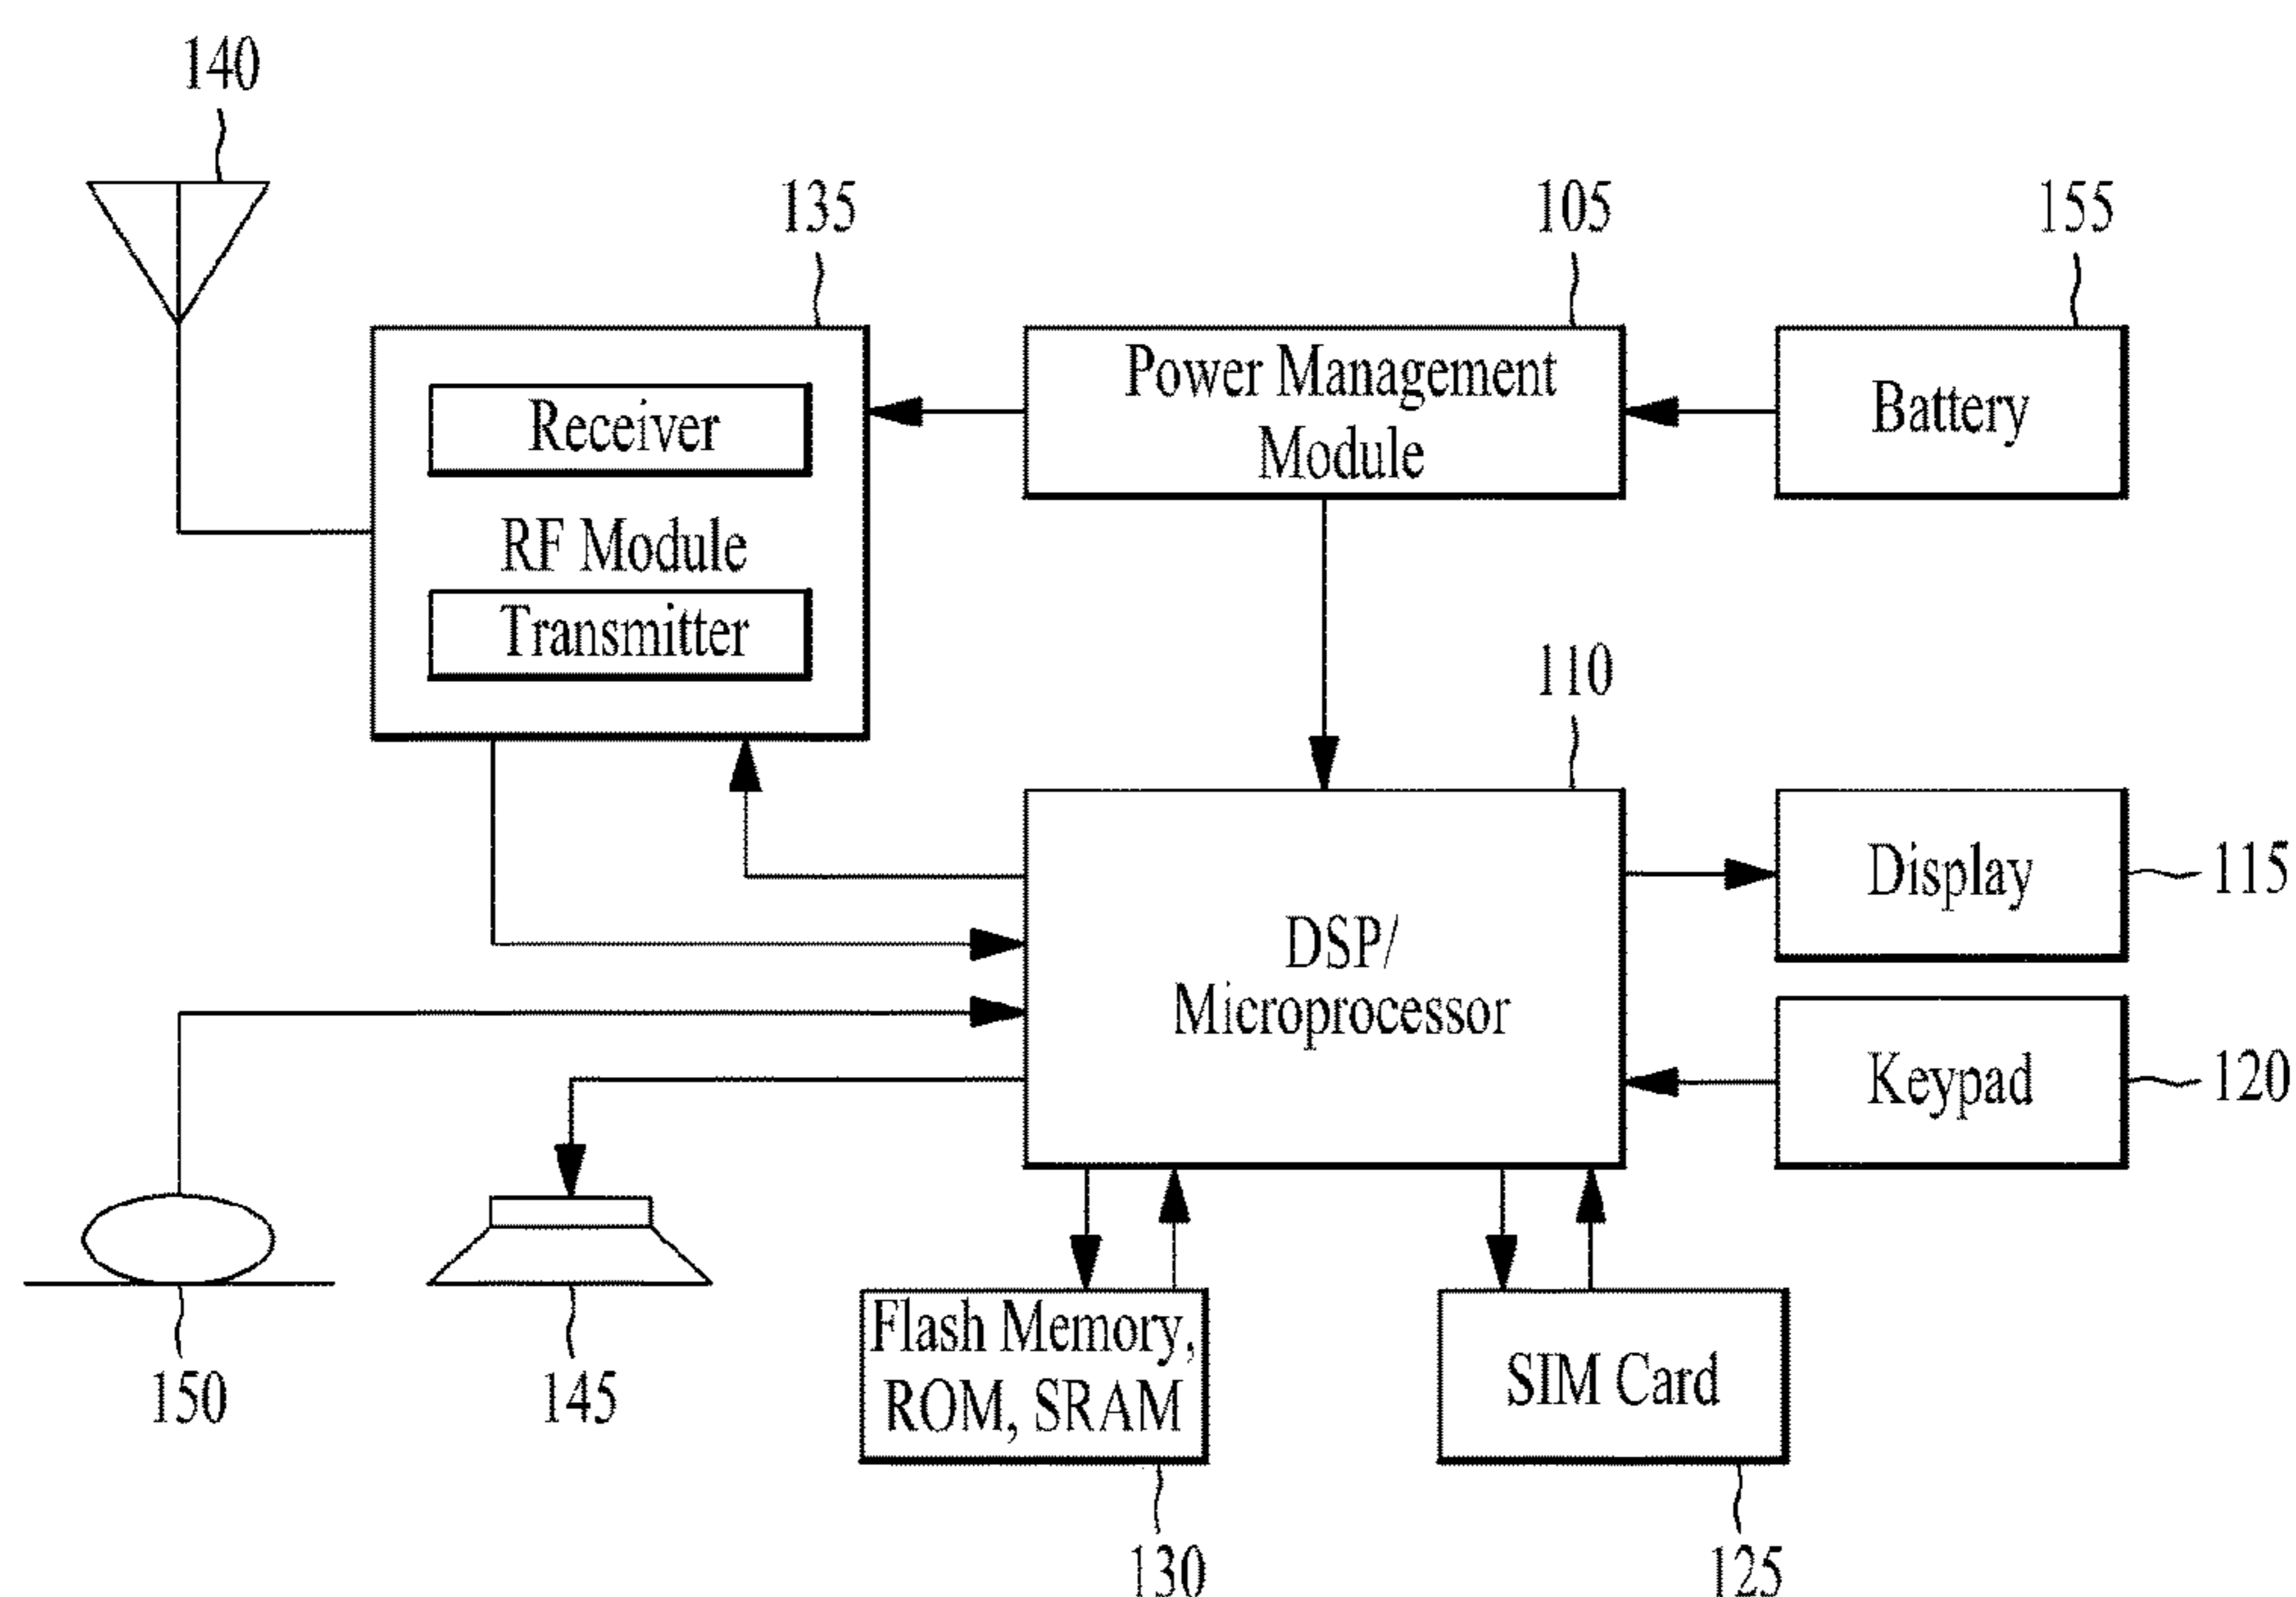 140
135
105
155
Receiver
RF Module
Transmitter
Power Management
Module
Battery
110
DSP/
Microprocessor
Display
115
Keypad
120
150
145
Flash Memory,
ROM, SRAM
SIM Card
130
125